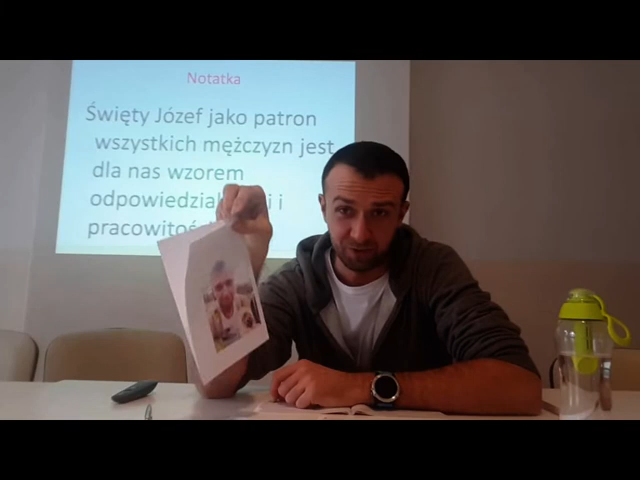 Notatka
Święty Józef jako patron
wszystkich mężczyzn jest
dla nas wzorem
i